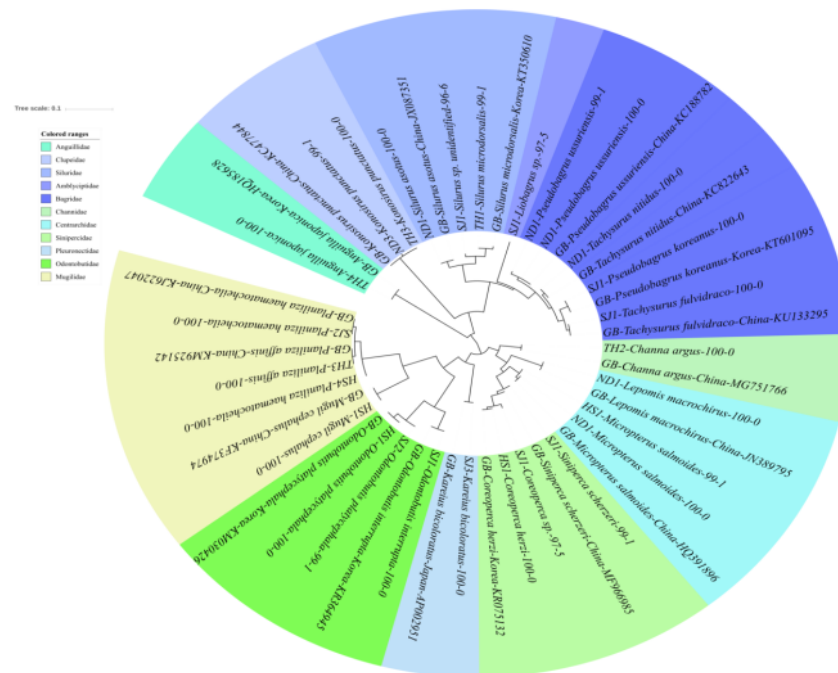 Tree scale: 0.1
Colored ranges
Anguillidae
Clupeidae
Siluridae
Amblyciptidae
Bagridae
Channidae
Centrarchidae
Sinipercidae
Pleuronectidae
Odontobutidae
Mugilidae
TH4-Anguilla japonica-100-0
GB-Anguilla japonica-Korea-HQ185628
GB-Konosirus punctatus-China-KC477844
ND3-Konosirus punctatus-99-1
TH3-Konosirus punctatus-100-0
ND1-Silurus asotus-100-0
GB-Silurus asotus-China-JX087351
SJ1-Silurus sp. unidentified-96-6
TH1-Silurus microdorsalis-99-1
GB-Silurus microdorsalis-Korea-KT350610
SJ1-Liobagrus sp.-97-5
ND1-Pseudobagrus ussuriensis-99-1
ND1-Pseudobagrus ussuriensis-100-0
GB-Pseudobagrus ussuriensis-China-KC188782
ND1-Tachysurus nitidus-100-0
GB-Tachysurus nitidus-China-KC822643
SJ1-Pseudobagrus koreanus-100-0
GB-Pseudobagrus koreanus-Korea-KT601095
SJ1-Tachysurus fulvidraco-100-0
GB-Tachysurus fulvidraco-China-KU133295
TH2-Channa argus-100-0
GB-Channa argus-China-MG751766
ND1-Lepomis macrochirus-100-0
GB-Lepomis macrochirus-China-JN389795
HS1-Micropterus salmoides-99-1
ND1-Micropterus salmoides-100-0
GB-Micropterus salmoides-China-HQ391896
SJ1-Siniperca scherzeri-99-1
GB-Siniperca scherzeri-China-MF966985
SJ1-Coreoperca sp.-97-5
HS1-Coreoperca herzi-100-0
GB-Coreoperca herzi-Korea-KR075132
SJ3-Kareius bicoloratus-100-0
GB-Kareius bicoloratus-Japan-AP002951
SJ1-Odontobutis interrupta-100-0
GB-Odontobutis interrupta-Korea-KR364945
SJ2-Odontobutis platycephala-99-1
HS1-Odontobutis platycephala-100-0
GB-Odontobutis platycephala-Korea-KM030426
HS1-Mugil cephalus-100-0
GB-Mugil cephalus-China-KF374974
HS4-Planiliza haematocheila-100-0
TH3-Planiliza affinis-100-0
GB-Planiliza affinis-China-KM925142
SJ2-Planiliza haematocheila-100-0
GB-Planiliza haematocheila-China-KJ622047